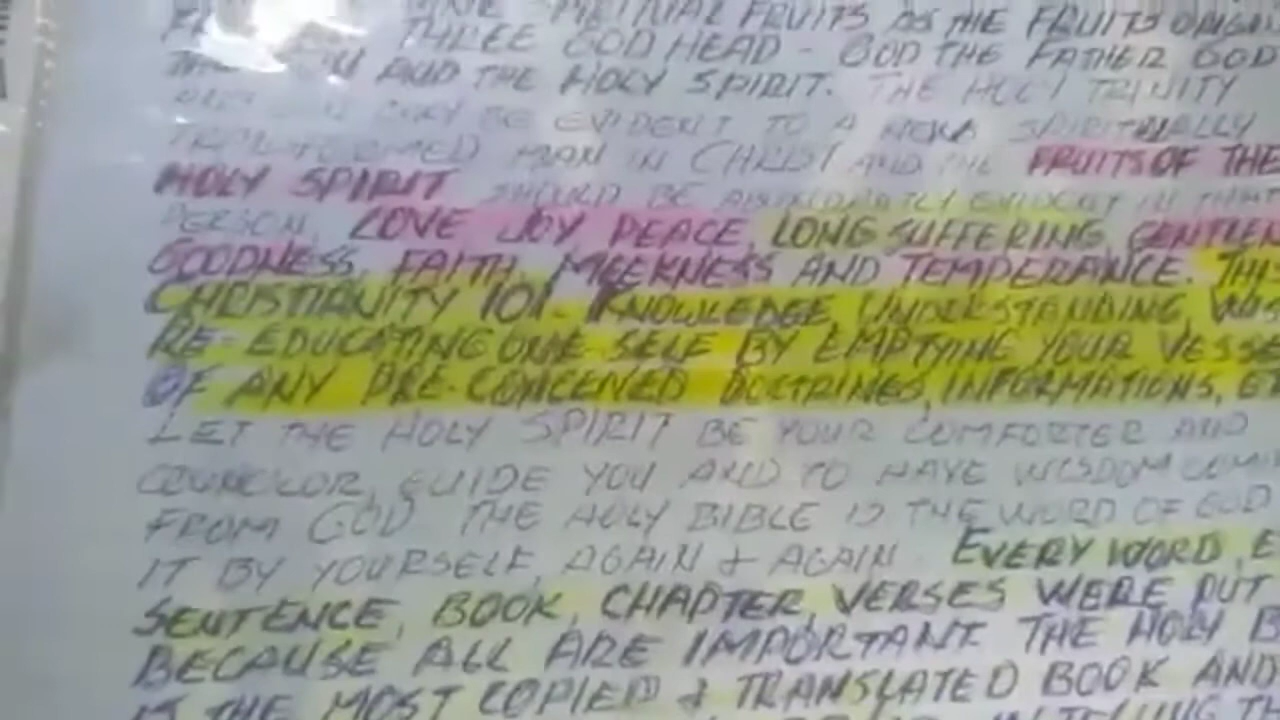 SPIRITUAL FRUITS AS THE FRUITS
THREE GOD HEAD - GOD THE FATHER GOD
AND THE HOLY SPIRIT. THE HOLY TRINITY
BE EVIDENT TO A SPIRITUALLY
MAN IN CHRIST AND THE FRUITS OF THE
HOLY SPIRIT SHOULD BE ABUNDANTLY EVIDENT IN THAT
PERSON. LOVE JOY, PEACE, LONG SUFFERING,
GOODNESS, FAITH, MEEKNESS AND TEMPERANCE.
CHRISTIANITY 101. KNOWLEDGE UNDERSTANDING,
RE-EDUCATING ONE SELF BY EMPTYING YOUR
OF ANY PRE-CONCEIVED DOCTRINES, INFORMATIONS,
LET THE HOLY SPIRIT BE YOUR COMFORTER AND
COUNCELOR, GUIDE YOU AND TO HAVE WISDOM
FROM GOD THE HOLY BIBLE IS THE WORD OF GOD
IT BY YOURSELF, AGAIN & AGAIN. EVERY WORD,
SENTENCE, BOOK, CHAPTER, VERSES WERE PUT
BECAUSE ALL ARE IMPORTANT. THE HOLY
IS THE MOST COPIED & TRANSLATED BOOK AND